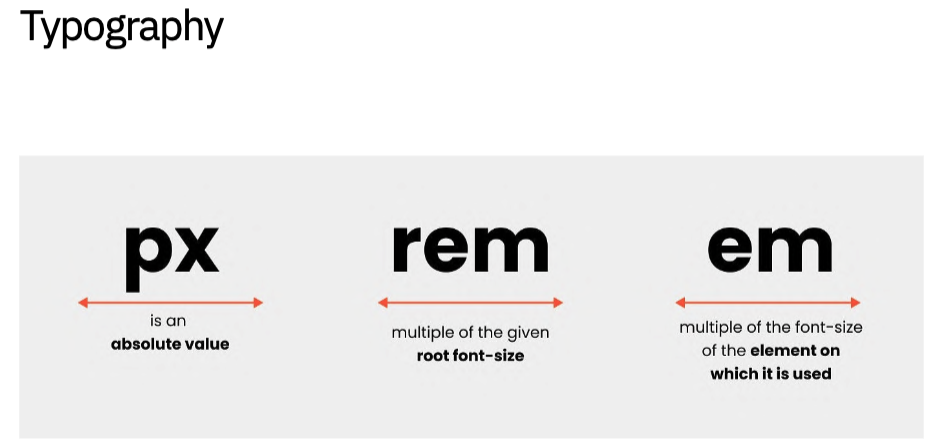 Typography
px
is an
absolute value
rem
multiple of the given
root font-size
em
multiple of the font-size
of the element on
which it is used